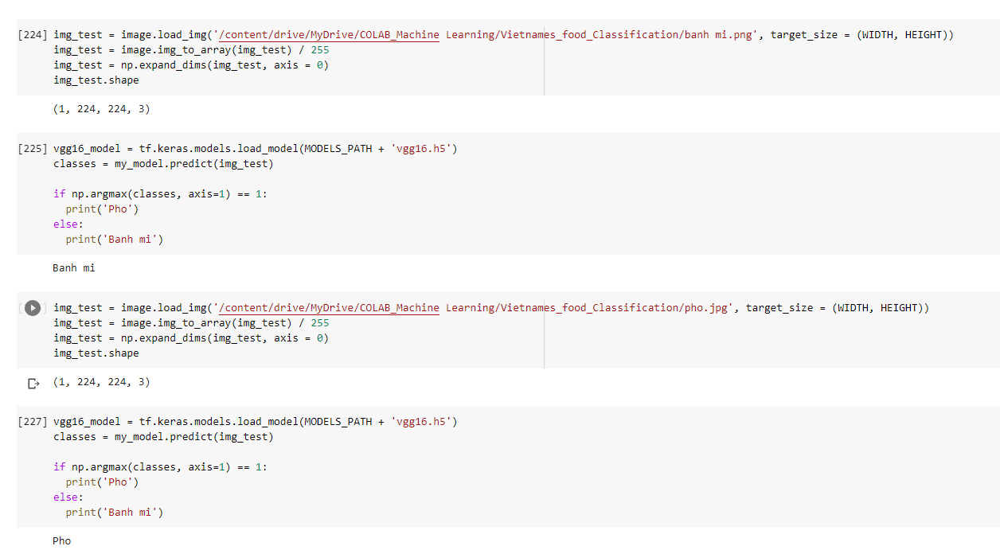 [224] img_test = image.load_img('/content/drive/MyDrive/COLAB_Machine Learning/Vietnames_food_Classification/banh mi.png', target_size = (WIDTH, HEIGHT))
img_test = image.img_to_array(img_test) / 255
img_test = np.expand_dims(img_test, axis = 0)
img_test.shape
(1, 224, 224, 3)
[225] vgg16_model = tf.keras.models.load_model(MODELS_PATH + 'vgg16.h5')
classes = my_model.predict(img_test)
if np.argmax(classes, axis=1) == 1:
print('Pho')
else:
print('Banh mi')
Banh mi
[ ] img_test = image.load_img('/content/drive/MyDrive/COLAB_Machine Learning/Vietnames_food_Classification/pho.jpg', target_size = (WIDTH, HEIGHT))
img_test = image.img_to_array(img_test) / 255
img_test = np.expand_dims(img_test, axis = 0)
img_test.shape
(1, 224, 224, 3)
[227] vgg16_model = tf.keras.models.load_model(MODELS_PATH + 'vgg16.h5')
classes = my_model.predict(img_test)
if np.argmax(classes, axis=1) == 1:
print('Pho')
else:
print('Banh mi')
Pho